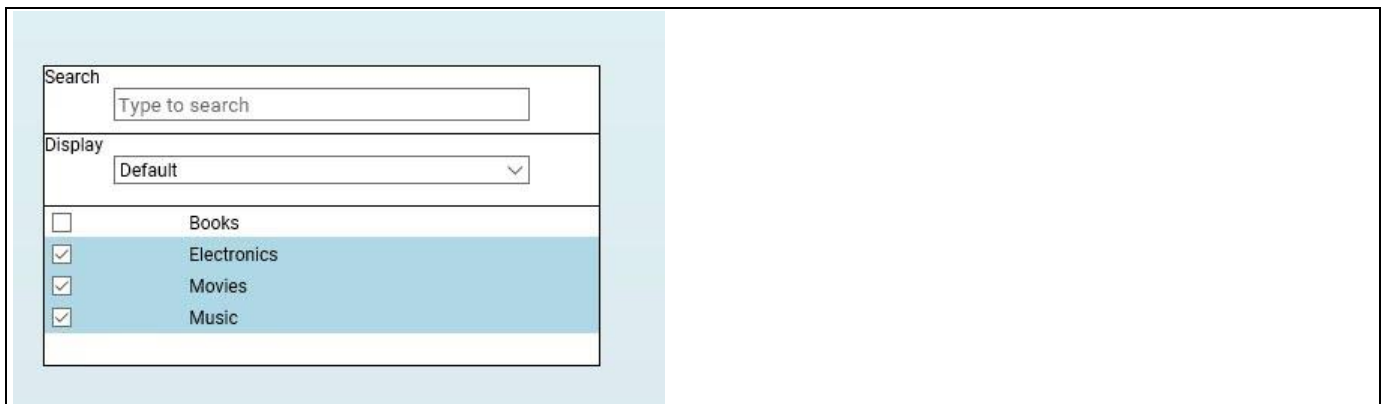 Search
Type to search
Display
Default
Books
Electronics
Movies
Music